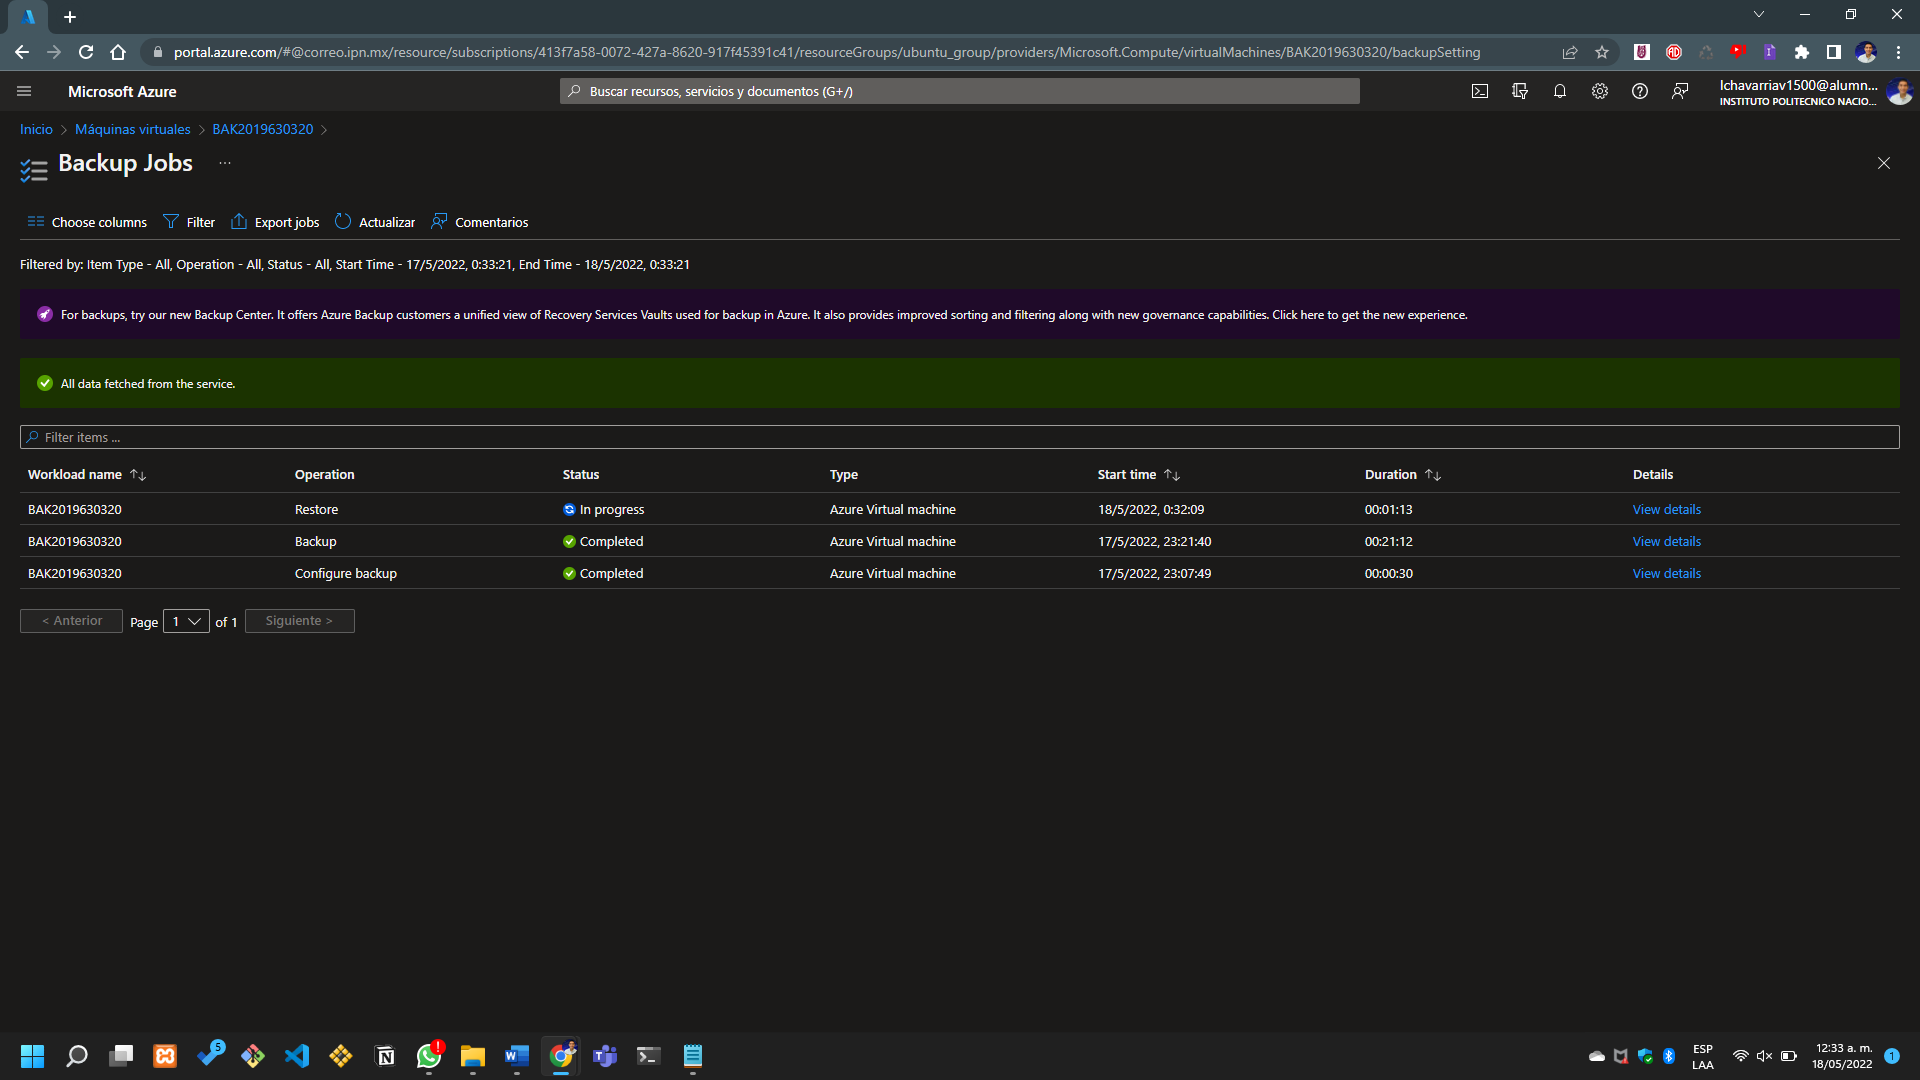 portal.azure.com/#@correo.ipn.mx/resource/subscriptions/413f7a58-0072-427a-8620-917f45391c41/resourceGroups/ubuntu_group/providers/Microsoft.Compute/virtualMachines/BAK2019630320/backupSetting
Microsoft Azure
Buscar recursos, servicios y documentos (G+/)
lchavarriav1500@alumn...
INSTITUTO POLITECNICO NACIO...
Inicio > Máquinas virtuales > BAK2019630320 >
Backup Jobs ...
Choose columns Filter Export jobs Actualizar Comentarios
Filtered by: Item Type - All, Operation - All, Status - All, Start Time - 17/5/2022, 0:33:21, End Time - 18/5/2022, 0:33:21
For backups, try our new Backup Center. It offers Azure Backup customers a unified view of Recovery Services Vaults used for backup in Azure. It also provides improved sorting and filtering along with new governance capabilities. Click here to get the new experience.
All data fetched from the service.
Filter items ...
Workload name Operation Status Type Start time Duration Details
BAK2019630320 Restore In progress Azure Virtual machine 18/5/2022, 0:32:09 00:01:13 View details
BAK2019630320 Backup Completed Azure Virtual machine 17/5/2022, 23:21:40 00:21:12 View details
BAK2019630320 Configure backup Completed Azure Virtual machine 17/5/2022, 23:07:49 00:00:30 View details
< Anterior Page 1 of 1 Siguiente >
5
ESP
LAA
12:33 a. m.
18/05/2022
1